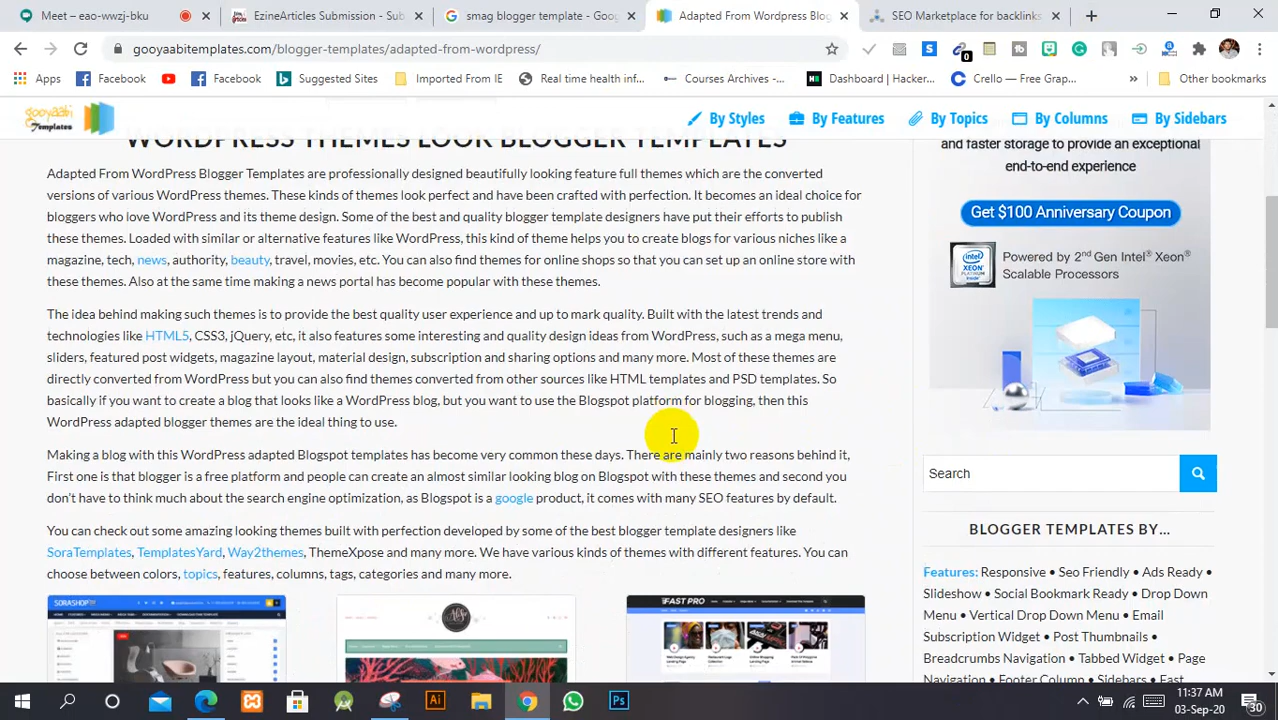 Meet – eao-wwzj-bku
EzineArticles Submission - Sub
smag blogger template - Goo
Adapted From Wordpress Blog
SEO Marketplace for backlinks
gooyaabitemplates.com/blogger-templates/adapted-from-wordpress/
Apps
Facebook
Facebook
Suggested Sites
Imported From IE
Real time health inf...
Courses Archives -...
Dashboard | Hacker...
Crello — Free Grap...
Other bookmarks
gooyaabi
Templates
By Styles
By Features
By Topics
By Columns
By Sidebars
WORDPRESS THEMES LOOK BLOGGER TEMPLATES
Adapted From WordPress Blogger Templates are professionally designed beautifully looking feature full themes which are the converted
versions of various WordPress themes. These kinds of themes look perfect and have been crafted with perfection. It becomes an ideal choice for
bloggers who love WordPress and its theme design. Some of the best and quality blogger template designers have put their efforts to publish
these themes. Loaded with similar or alternative features like WordPress, this kind of theme helps you to create blogs for various niches like a
magazine, tech, news, authority, beauty, travel, movies, etc. You can also find themes for online shops so that you can set up an online store with
these themes. Also at thesame time making a news portal has become popular with these themes.
The idea behind making such themes is to provide the best quality user experience and up to mark quality. Built with the latest trends and
technologies like HTML5, CSS3, jQuery, etc, it also features some interesting and quality design ideas from WordPress, such as a mega menu,
sliders, featured post widgets, magazine layout, material design, subscription and sharing options and many more. Most of these themes are
directly converted from WordPress but you can also find themes converted from other sources like HTML templates and PSD templates. So
basically if you want to create a blog that looks like a WordPress blog, but you want to use the Blogspot platform for blogging, then this
WordPress adapted blogger themes are the ideal thing to use.
Making a blog with this WordPress adapted Blogspot templates has become very common these days. There are mainly two reasons behind it,
First one is that blogger is a free platform and people can create an almost similar looking blog on Blogspot with these themes and second you
don't have to think much about the search engine optimization, as Blogspot is a google product, it comes with many SEO features by default.
You can check out some amazing looking themes built with perfection developed by some of the best blogger template designers like
SoraTemplates, TemplatesYard, Way2themes, ThemeXpose and many more. We have various kinds of themes with different features. You can
choose between colors, topics, features, columns, tags, categories and many more.
SORASHOP
FAST PRO
and faster storage to provide an exceptional
end-to-end experience
Get $100 Anniversary Coupon
Powered by 2nd Gen Intel® Xeon®
Scalable Processors
intel
XEON
PLATINUM
inside
Search
BLOGGER TEMPLATES BY...
Features: Responsive • Seo Friendly • Ads Ready •
Slideshow • Social Bookmark Ready • Drop Down
Menu • Vertical Drop Down Menu • Email
Subscription Widget • Post Thumbnails •
Breadcrumbs Navigation • Tabbed Widget • Page
Navigation • Footer Column • Sidebars • Fast
11:37 AM
03-Sep-20
30